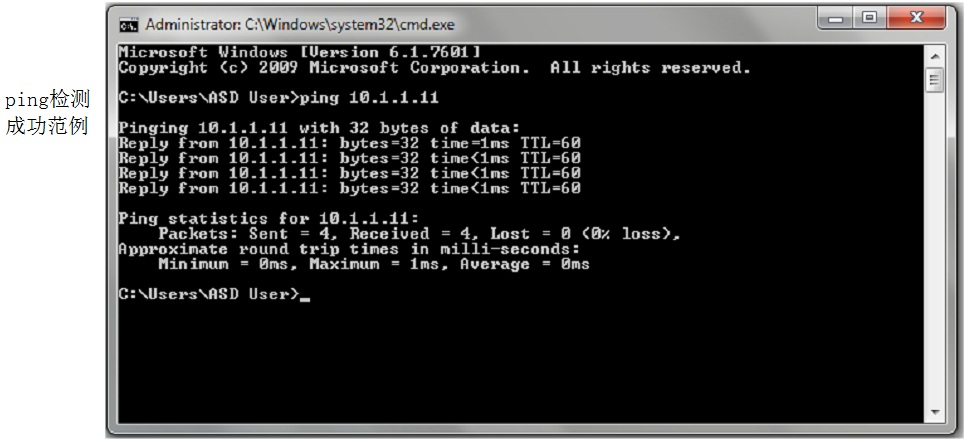 ping检测
成功范例
Administrator: C:\Windows\system32\cmd.exe
Microsoft Windows [Version 6.1.7601]
Copyright (c) 2009 Microsoft Corporation.  All rights reserved.
C:\Users\ASD User>ping 10.1.1.11
Pinging 10.1.1.11 with 32 bytes of data:
Reply from 10.1.1.11: bytes=32 time=1ms TTL=60
Reply from 10.1.1.11: bytes=32 time<1ms TTL=60
Reply from 10.1.1.11: bytes=32 time<1ms TTL=60
Reply from 10.1.1.11: bytes=32 time<1ms TTL=60
Ping statistics for 10.1.1.11:
    Packets: Sent = 4, Received = 4, Lost = 0 (0% loss),
Approximate round trip times in milli-seconds:
    Minimum = 0ms, Maximum = 1ms, Average = 0ms
C:\Users\ASD User>_